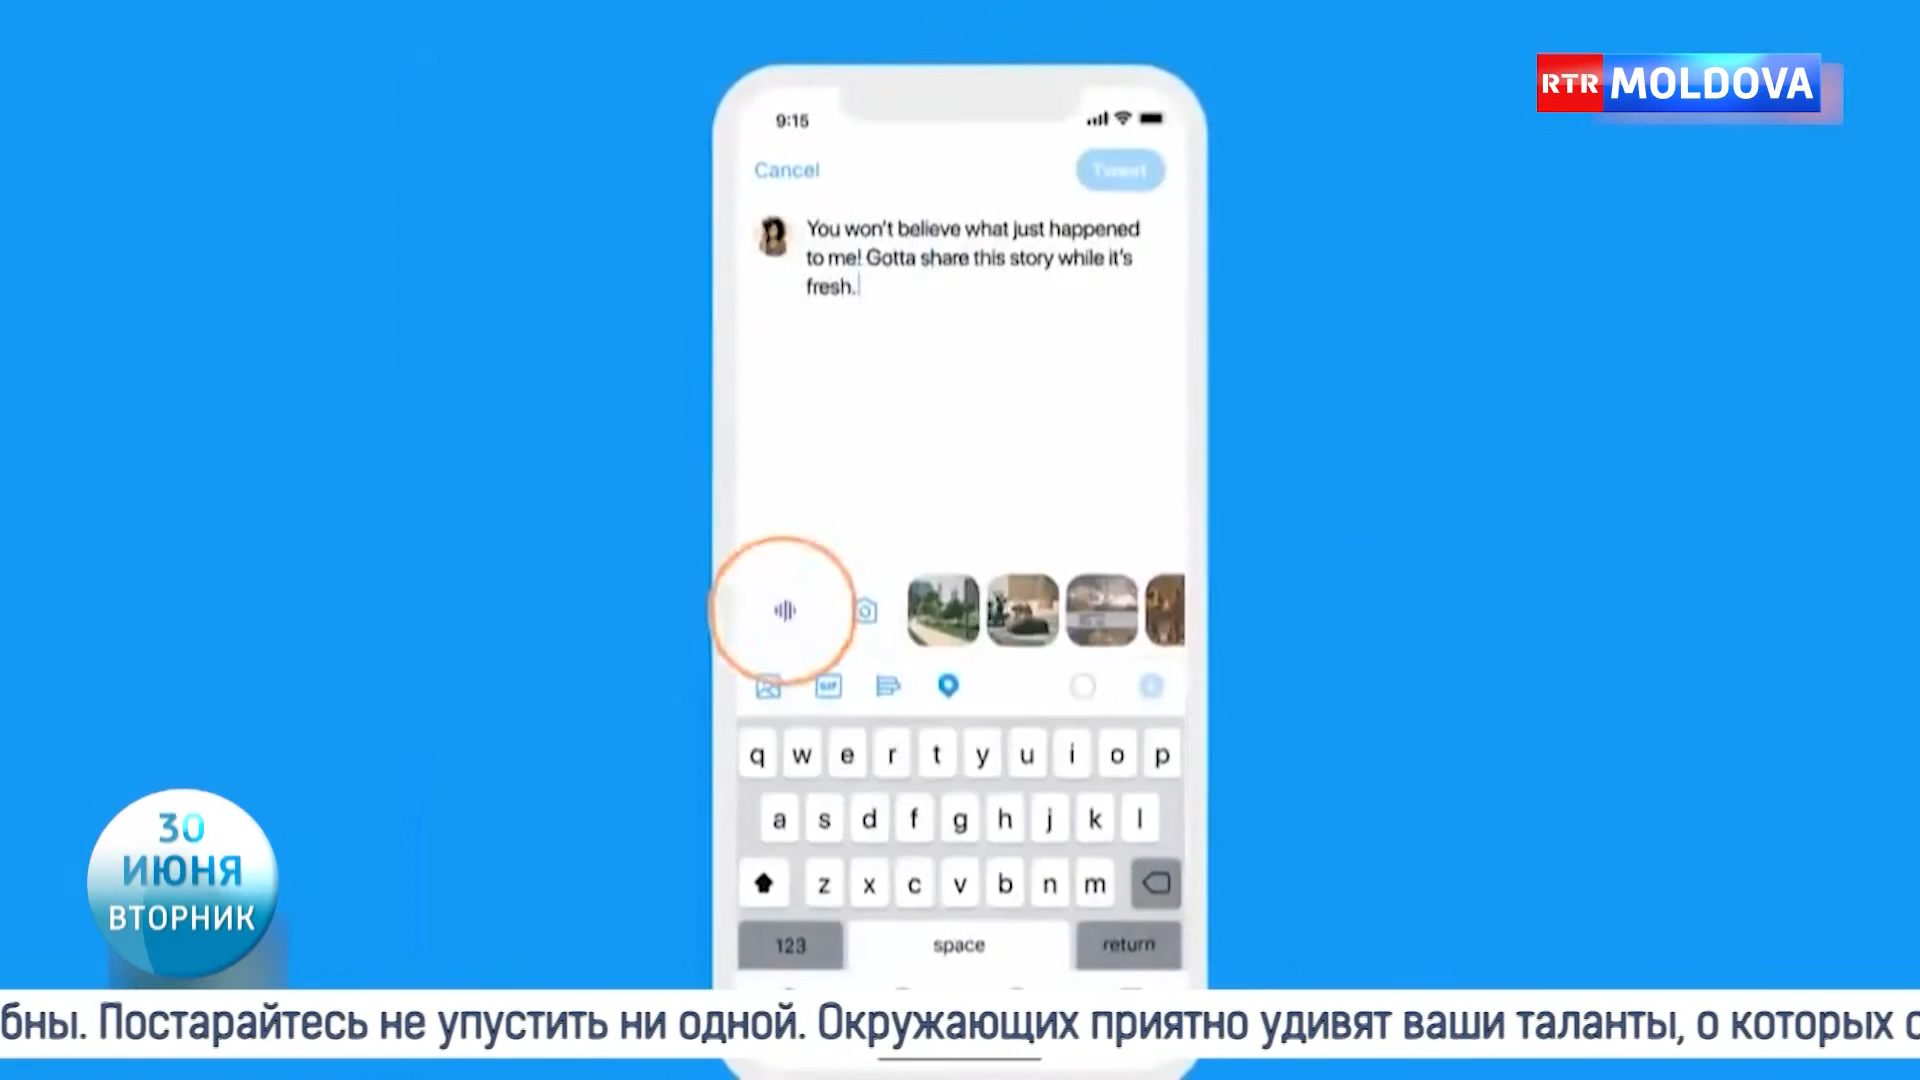 RTR MOLDOVA
9:15
Cancel
Tweet
You won't believe what just happened
to me! Gotta share this story while it's
fresh.
GIF
q w e r t y u i o p
a s d f g h j k l
z x c v b n m
123 space return
30
ИЮНЯ
ВТОРНИК
бны. Постарайтесь не упустить ни одной. Окружающих приятно удивят ваши таланты, о которых